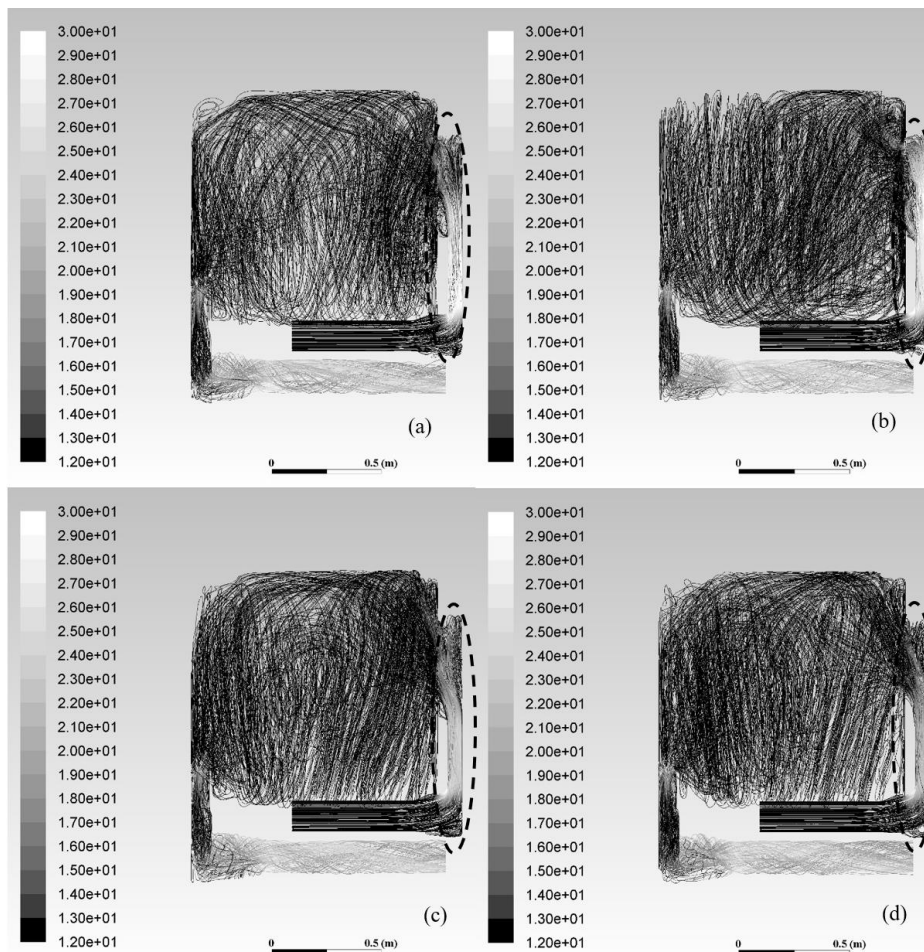 3.00e+01
2.90e+01
2.80e+01
2.70e+01
2.60e+01
2.50e+01
2.40e+01
2.30e+01
2.20e+01
2.10e+01
2.00e+01
1.90e+01
1.80e+01
1.70e+01
1.60e+01
1.50e+01
1.40e+01
1.30e+01
1.20e+01
(a)
0 0.5 (m)
3.00e+01
2.90e+01
2.80e+01
2.70e+01
2.60e+01
2.50e+01
2.40e+01
2.30e+01
2.20e+01
2.10e+01
2.00e+01
1.90e+01
1.80e+01
1.70e+01
1.60e+01
1.50e+01
1.40e+01
1.30e+01
1.20e+01
(b)
0 0.5 (m)
3.00e+01
2.90e+01
2.80e+01
2.70e+01
2.60e+01
2.50e+01
2.40e+01
2.30e+01
2.20e+01
2.10e+01
2.00e+01
1.90e+01
1.80e+01
1.70e+01
1.60e+01
1.50e+01
1.40e+01
1.30e+01
1.20e+01
(c)
0 0.5 (m)
3.00e+01
2.90e+01
2.80e+01
2.70e+01
2.60e+01
2.50e+01
2.40e+01
2.30e+01
2.20e+01
2.10e+01
2.00e+01
1.90e+01
1.80e+01
1.70e+01
1.60e+01
1.50e+01
1.40e+01
1.30e+01
1.20e+01
(d)
0 0.5 (m)